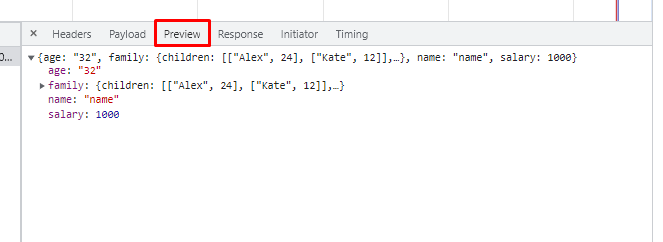 × Headers Payload Preview Response Initiator Timing
0...
▼{age: "32", family: {children: [["Alex", 24], ["Kate", 12]],…}, name: "name", salary: 1000}
age: "32"
▶family: {children: [["Alex", 24], ["Kate", 12]],…}
name: "name"
salary: 1000